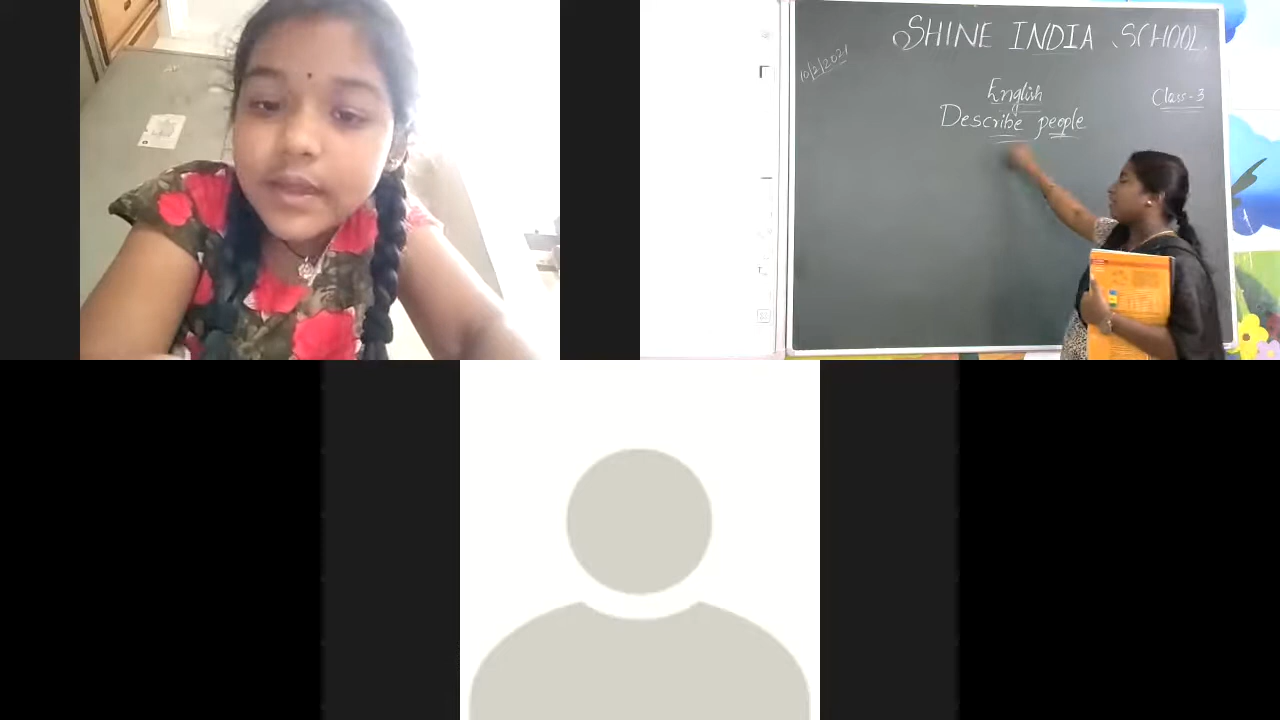 SHINE INDIA SCHOOL.
10/2/2021
English
Class-3
Describe people